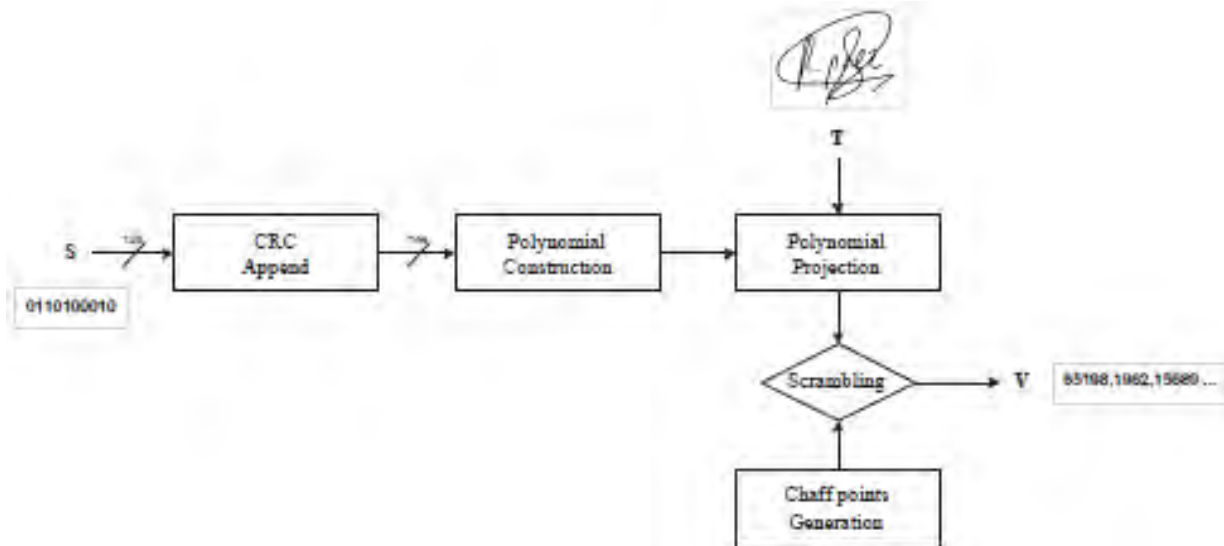 T
S
CRC
Append
Polynomial
Construction
Polynomial
Projection
0110100010
Scrambling
V
65198,1962,15689 ...
Chaff points
Generation